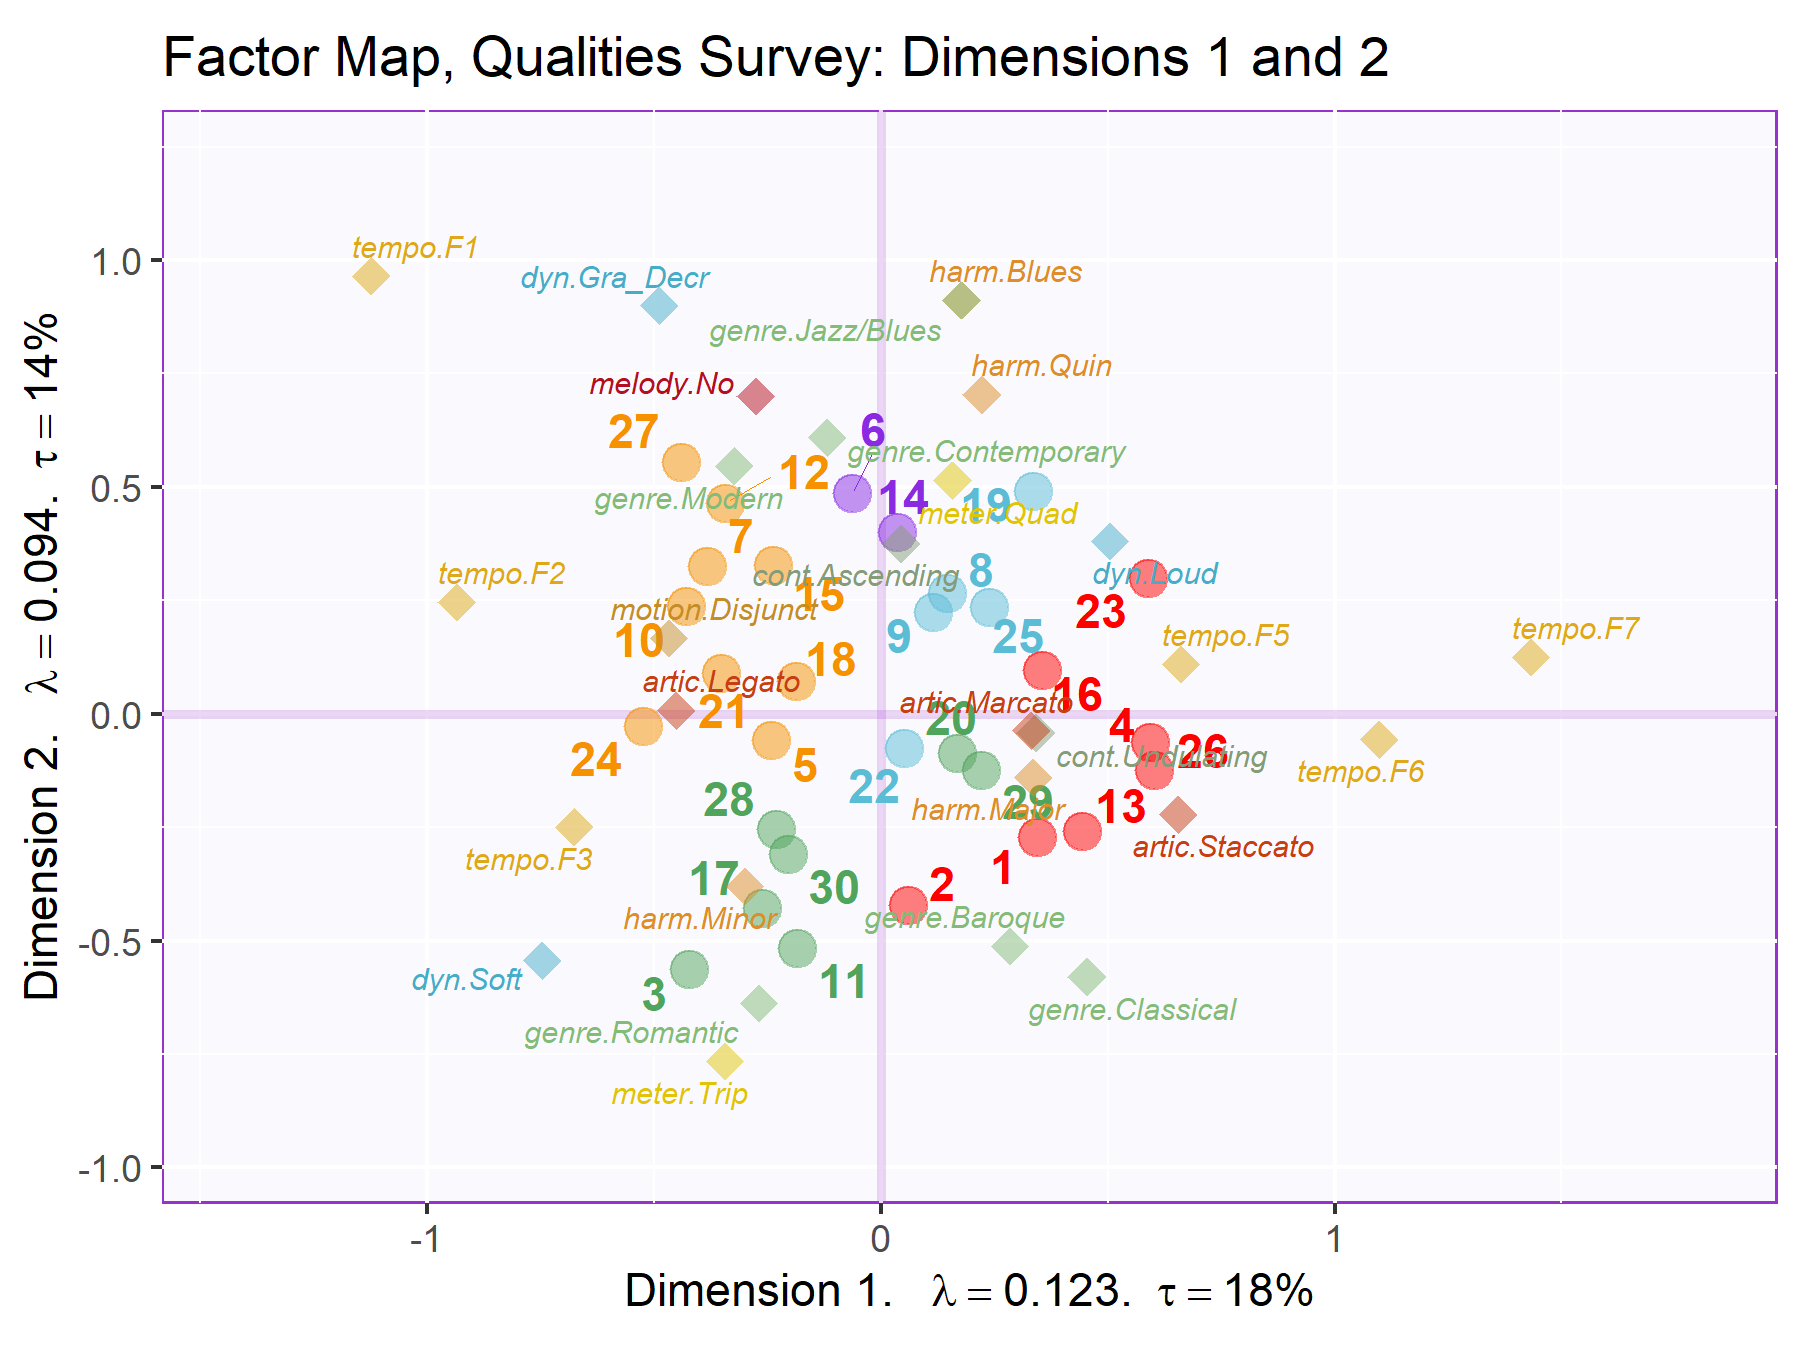 Factor Map, Qualities Survey: Dimensions 1 and 2
Dimension 2.   λ = 0.094.  τ = 14%
1.0
0.5
0.0
-0.5
-1.0
tempo.F1
dyn.Gra_Decr
harm.Blues
genre.Jazz/Blues
harm.Quin
melody.No
27
6
genre.Contemporary
12
genre.Modern
14
19
meter.Quad
7
tempo.F2
cont.Ascending
8
dyn.Loud
15
motion.Disjunct
23
10
9
25
tempo.F5
tempo.F7
18
artic.Legato
16
artic.Marcato
21
20
4
26
24
5
cont.Undulating
tempo.F6
22
28
29
harm.Major
13
artic.Staccato
tempo.F3
1
17
30
2
harm.Minor
genre.Baroque
dyn.Soft
11
3
genre.Classical
genre.Romantic
meter.Trip
-1
0
1
Dimension 1.   λ = 0.123.  τ = 18%